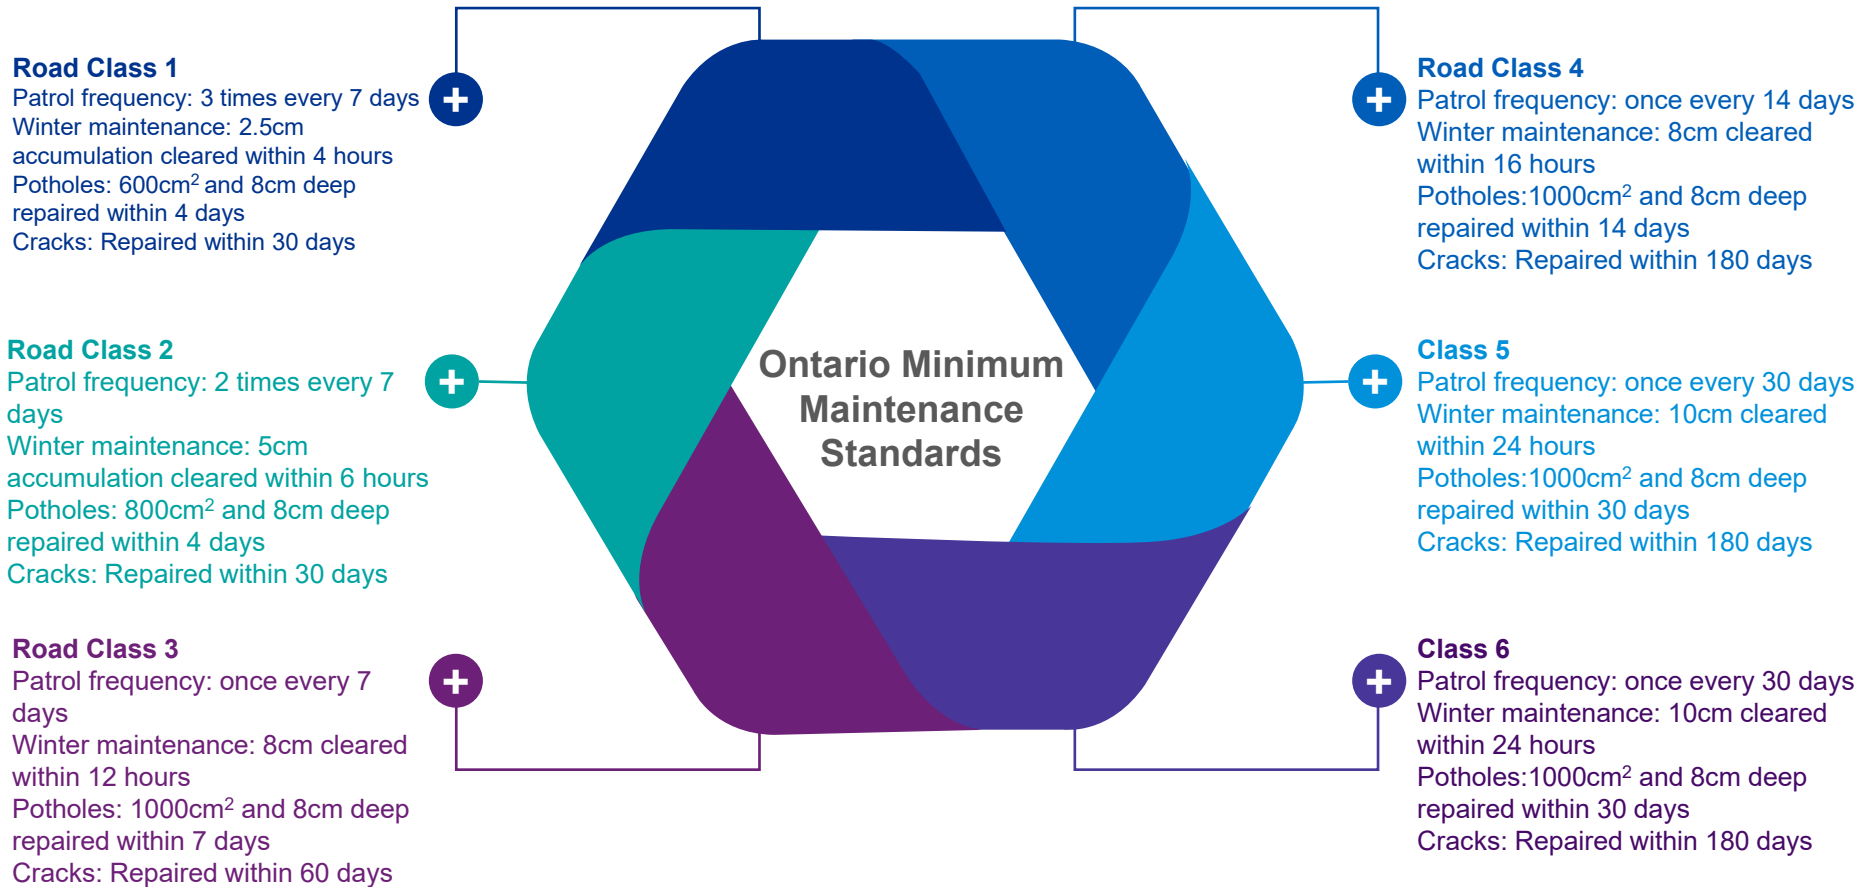 Road Class 1
Patrol frequency: 3 times every 7 days
Winter maintenance: 2.5cm
accumulation cleared within 4 hours
Potholes: 600cm² and 8cm deep
repaired within 4 days
Cracks: Repaired within 30 days
Road Class 2
Patrol frequency: 2 times every 7
days
Winter maintenance: 5cm
accumulation cleared within 6 hours
Potholes: 800cm² and 8cm deep
repaired within 4 days
Cracks: Repaired within 30 days
Road Class 3
Patrol frequency: once every 7
days
Winter maintenance: 8cm cleared
within 12 hours
Potholes: 1000cm² and 8cm deep
repaired within 7 days
Cracks: Repaired within 60 days
Ontario Minimum
Maintenance
Standards
Road Class 4
Patrol frequency: once every 14 days
Winter maintenance: 8cm cleared
within 16 hours
Potholes:1000cm² and 8cm deep
repaired within 14 days
Cracks: Repaired within 180 days
Class 5
Patrol frequency: once every 30 days
Winter maintenance: 10cm cleared
within 24 hours
Potholes:1000cm² and 8cm deep
repaired within 30 days
Cracks: Repaired within 180 days
Class 6
Patrol frequency: once every 30 days
Winter maintenance: 10cm cleared
within 24 hours
Potholes:1000cm² and 8cm deep
repaired within 30 days
Cracks: Repaired within 180 days